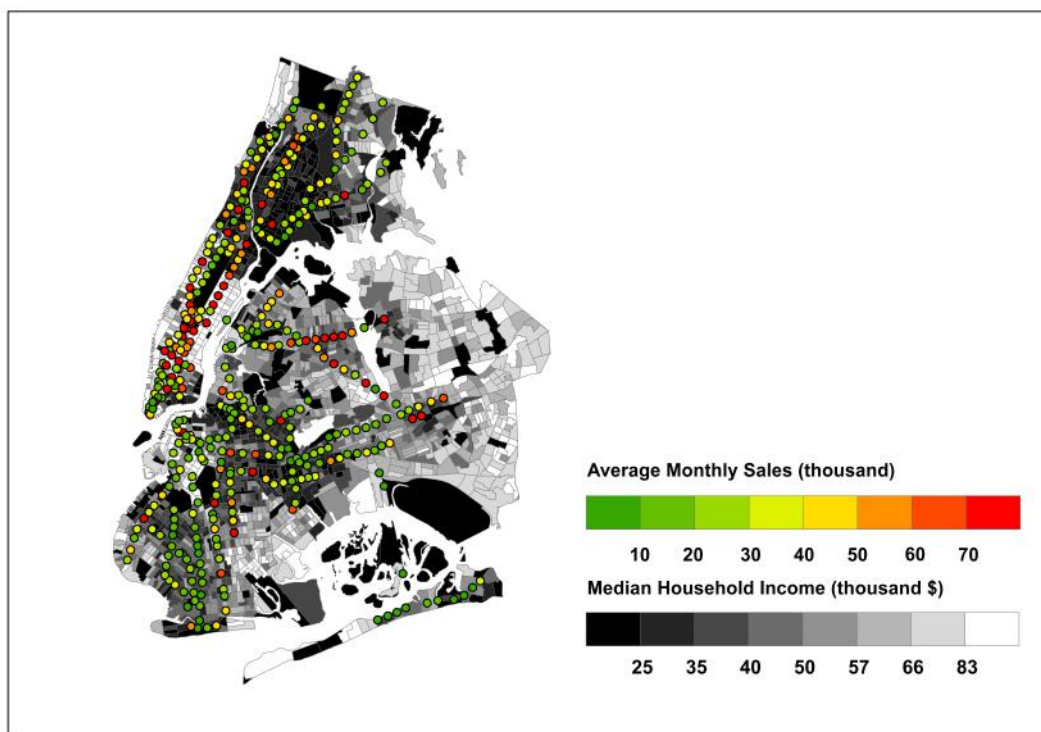 Average Monthly Sales (thousand)
10 20 30 40 50 60 70
Median Household Income (thousand $)
25 35 40 50 57 66 83